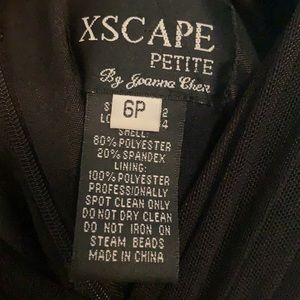 XSCAPE
PETITE
By Joanna Chen
6P
SHELL:
80% POLYESTER
20% SPANDEX
LINING:
100% POLYESTER
PROFESSIONALLY
SPOT CLEAN ONLY
DO NOT DRY CLEAN
DO NOT IRON ON
STEAM BEADS
MADE IN CHINA